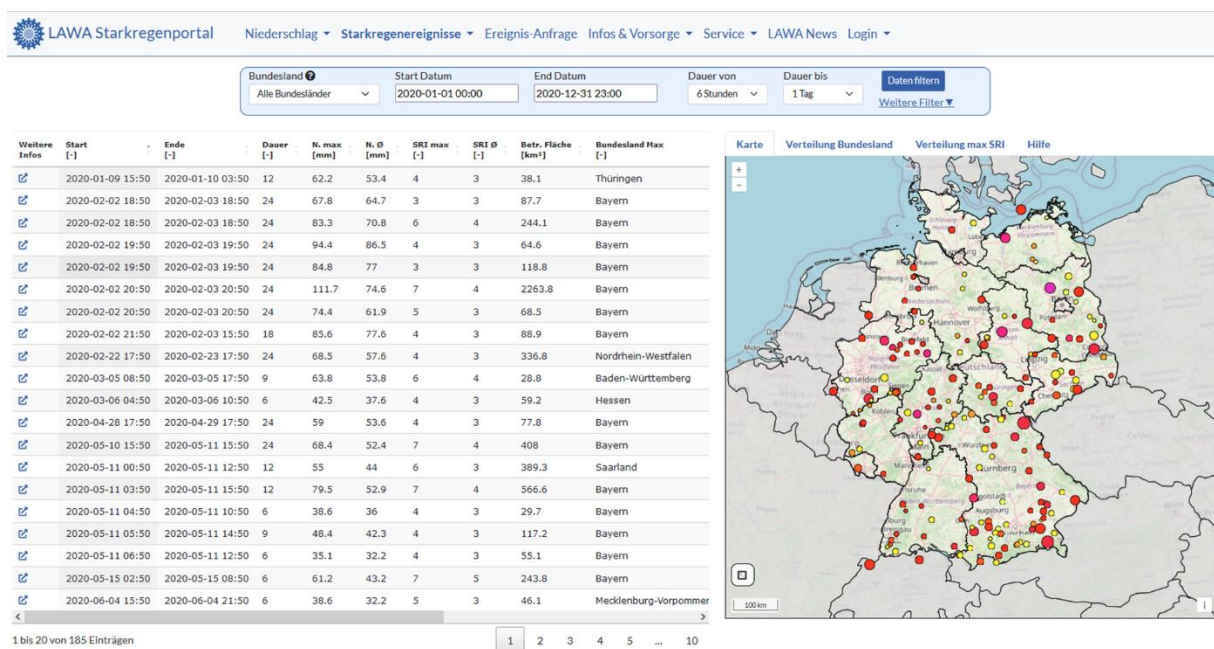 LAWA Starkregenportal Niederschlag Starkregenereignisse Ereignis-Anfrage Infos & Vorsorge Service LAWA News Login
Bundesland Start Datum End Datum Dauer von Dauer bis Daten filtern
Alle Bundesländer 2020-01-01 00:00 2020-12-31 23:00 6 Stunden 1 Tag
Weitere Filter▼
Weitere Infos Start [-] Ende [-] Dauer [-] N. max [mm] N. Ø [mm] SRI max [-] SRI Ø [-] Betr. Fläche [km²] Bundesland Max [-]
2020-01-09 15:50 2020-01-10 03:50 12 62.2 53.4 4 3 38.1 Thüringen
2020-02-02 18:50 2020-02-03 18:50 24 67.8 64.7 3 3 87.7 Bayern
2020-02-02 18:50 2020-02-03 18:50 24 83.3 70.8 6 4 244.1 Bayern
2020-02-02 19:50 2020-02-03 19:50 24 94.4 86.5 4 3 64.6 Bayern
2020-02-02 19:50 2020-02-03 19:50 24 84.8 77 3 3 118.8 Bayern
2020-02-02 20:50 2020-02-03 20:50 24 111.7 74.6 7 4 2263.8 Bayern
2020-02-02 20:50 2020-02-03 20:50 24 74.4 61.9 5 3 68.5 Bayern
2020-02-02 21:50 2020-02-03 15:50 18 85.6 77.6 4 3 88.9 Bayern
2020-02-22 17:50 2020-02-23 17:50 24 68.5 57.6 4 3 336.8 Nordrhein-Westfalen
2020-03-05 08:50 2020-03-05 17:50 9 63.8 53.8 6 4 28.8 Baden-Württemberg
2020-03-06 04:50 2020-03-06 10:50 6 42.5 37.6 4 3 59.2 Hessen
2020-04-28 17:50 2020-04-29 17:50 24 59 53.6 4 3 77.8 Bayern
2020-05-10 15:50 2020-05-11 15:50 24 68.4 52.4 7 4 408 Bayern
2020-05-11 00:50 2020-05-11 12:50 12 55 44 6 3 389.3 Saarland
2020-05-11 03:50 2020-05-11 15:50 12 79.5 52.9 7 4 566.6 Bayern
2020-05-11 04:50 2020-05-11 10:50 6 38.6 36 4 3 29.7 Bayern
2020-05-11 05:50 2020-05-11 14:50 9 48.4 42.3 4 3 117.2 Bayern
2020-05-11 06:50 2020-05-11 12:50 6 35.1 32.2 4 3 55.1 Bayern
2020-05-15 02:50 2020-05-15 08:50 6 61.2 43.2 7 5 243.8 Bayern
2020-06-04 15:50 2020-06-04 21:50 6 38.6 32.2 5 3 46.1 Mecklenburg-Vorpommer
1 bis 20 von 185 Einträgen 1 2 3 4 5 ... 10
Karte Verteilung Bundesland Verteilung max SRI Hilfe
+
−
Hannover
Wolfsburg
Leipzig
Düsseldorf
Kassel
Koblenz
Nürnberg
Augsburg
100 km
i